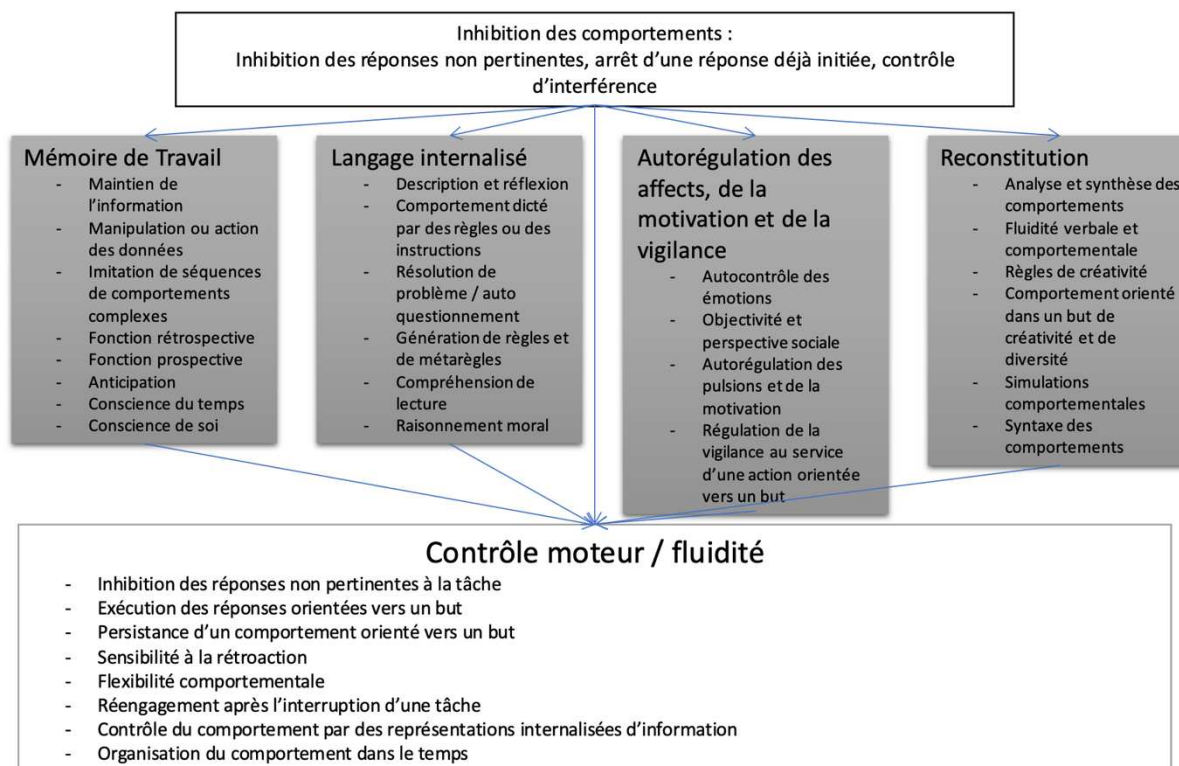 Inhibition des comportements :
Inhibition des réponses non pertinentes, arrêt d’une réponse déjà initiée, contrôle
d’interférence
Mémoire de Travail
- Maintien de
l’information
- Manipulation ou action
des données
- Imitation de séquences
de comportements
complexes
- Fonction rétrospective
- Fonction prospective
- Anticipation
- Conscience du temps
- Conscience de soi
Langage internalisé
- Description et réflexion
- Comportement dicté
par des règles ou des
instructions
- Résolution de
problème / auto
questionnement
- Génération de règles et
de métarègles
- Compréhension de
lecture
- Raisonnement moral
Autorégulation des
affects, de la
motivation et de la
vigilance
- Autocontrôle des
émotions
- Objectivité et
perspective sociale
- Autorégulation des
pulsions et de la
motivation
- Régulation de la
vigilance au service
d’une action orientée
vers un but
Reconstitution
- Analyse et synthèse des
comportements
- Fluidité verbale et
comportementale
- Règles de créativité
- Comportement orienté
dans un but de
créativité et de
diversité
- Simulations
comportementales
- Syntaxe des
comportements
Contrôle moteur / fluidité
- Inhibition des réponses non pertinentes à la tâche
- Exécution des réponses orientées vers un but
- Persistance d’un comportement orienté vers un but
- Sensibilité à la rétroaction
- Flexibilité comportementale
- Réengagement après l’interruption d’une tâche
- Contrôle du comportement par des représentations internalisées d’information
- Organisation du comportement dans le temps